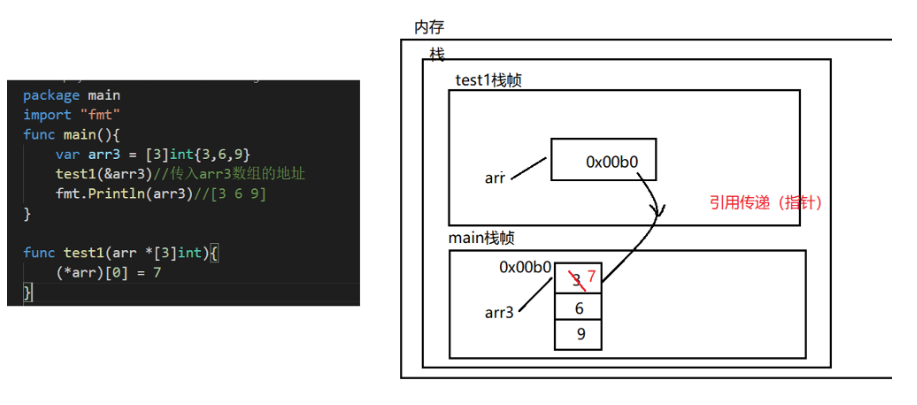 package main
import "fmt"
func main(){
var arr3 = [3]int{3,6,9}
test1(&arr3)//传入arr3数组的地址
fmt.Println(arr3)//[3 6 9]
}
func test1(arr *[3]int){
(*arr)[0] = 7
}
内存
栈
test1栈帧
0x00b0
arr
引用传递（指针）
main栈帧
0x00b0
3 7
arr3
6
9